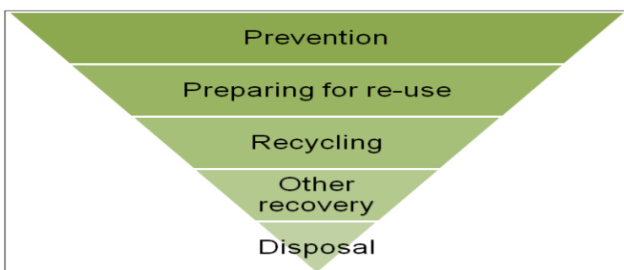 Prevention
Preparing for re-use
Recycling
Other
recovery
Disposal